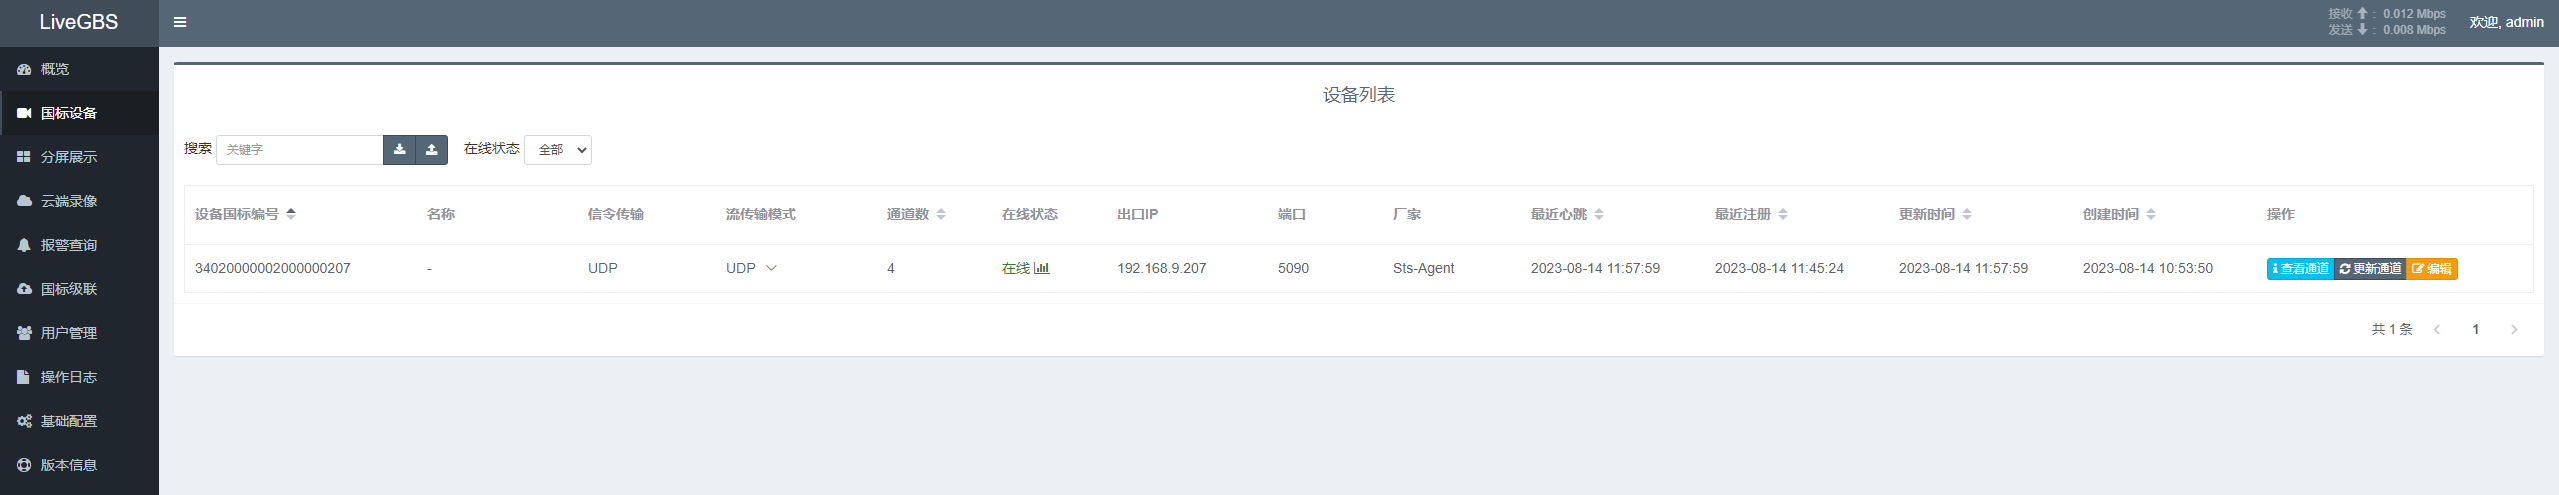 LiveGBS
接收 : 0.012 Mbps
发送 : 0.008 Mbps
欢迎, admin
概览
国标设备
分屏展示
云端录像
报警查询
国标级联
用户管理
操作日志
基础配置
版本信息
设备列表
搜索 关键字 在线状态 全部
设备国标编号 名称 信令传输 流传输模式 通道数 在线状态 出口IP 端口 厂家 最近心跳 最近注册 更新时间 创建时间 操作
34020000002000000207 - UDP UDP 4 在线 192.168.9.207 5090 Sts-Agent 2023-08-14 11:57:59 2023-08-14 11:45:24 2023-08-14 11:57:59 2023-08-14 10:53:50 查看通道 更新通道 编辑
共 1 条 1